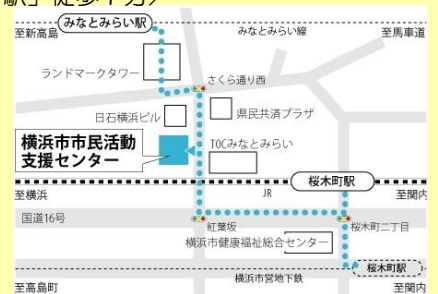 駅」徒歩7分〉
みなとみらい駅
至新高島
みなとみらい線
至馬車道
ランドマークタワー
さくら通り西
日石横浜ビル
県民共済プラザ
横浜市市民活動
支援センター
TOCみなとみらい
桜木町駅
至横浜
JR
至関内
国道16号
紅葉坂
桜木町二丁目
横浜市健康福祉総合センター
桜木町駅
横浜市営地下鉄
至高島町
至関内